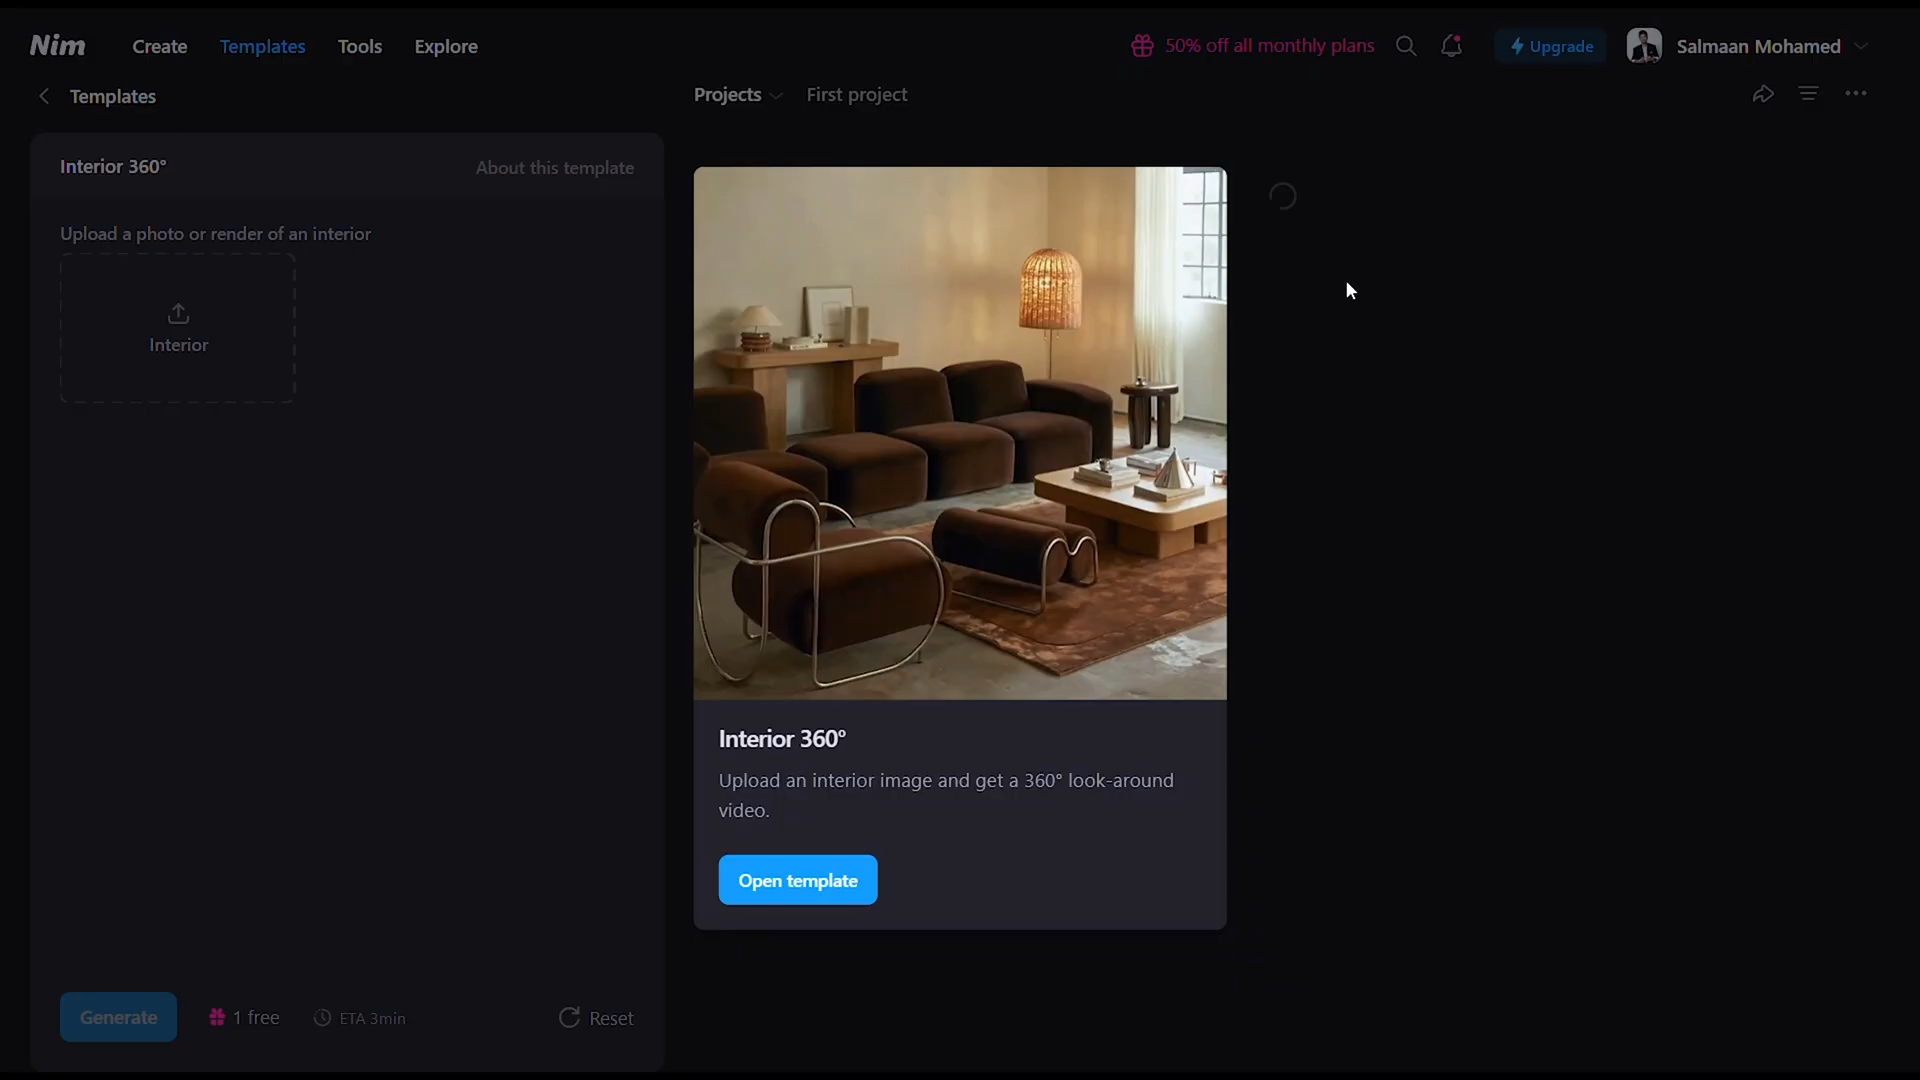 Nim
Create
Templates
Tools
Explore
50% off all monthly plans
Upgrade
Salmaan Mohamed
Templates
Projects
First project
Interior 360°
About this template
Upload a photo or render of an interior
Interior
Interior 360°
Upload an interior image and get a 360° look-around
video.
Open template
Generate
1 free
ETA 3min
Reset